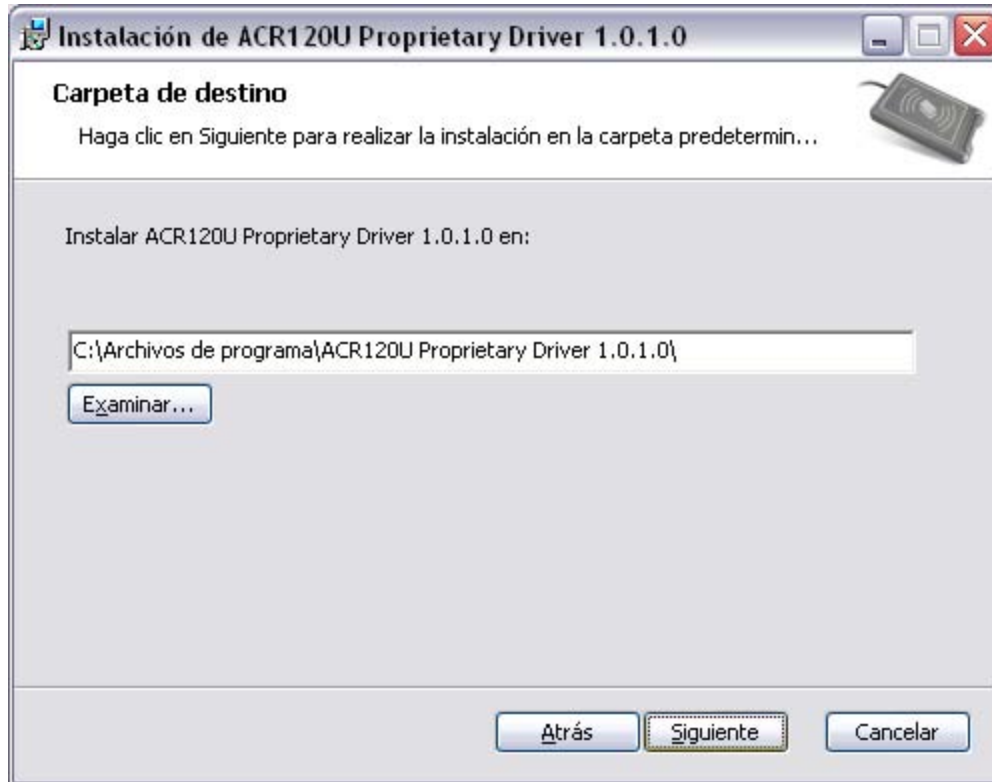 Instalación de ACR120U Proprietary Driver 1.0.1.0
Carpeta de destino
Haga clic en Siguiente para realizar la instalación en la carpeta predetermin...
Instalar ACR120U Proprietary Driver 1.0.1.0 en:
C:\Archivos de programa\ACR120U Proprietary Driver 1.0.1.0\
Examinar...
Atrás Siguiente Cancelar